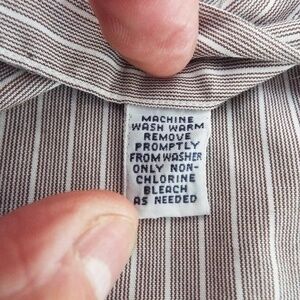 MACHINE
WASH WARM
REMOVE
PROMPTLY
FROM WASHER
ONLY NON-
CHLORINE
BLEACH
AS NEEDED